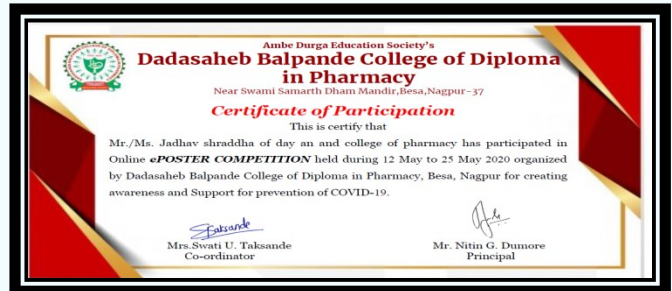 Ambe Durga Education Society's
Dadasaheb Balpande College of Diploma
in Pharmacy
Near Swami Samarth Dham Mandir,Besa,Nagpur-37
Certificate of Participation
This is certify that
Mr./Ms. Jadhav shraddha of day an and college of pharmacy has participated in
Online ePOSTER COMPETITION held during 12 May to 25 May 2020 organized
by Dadasaheb Balpande College of Diploma in Pharmacy, Besa, Nagpur for creating
awareness and Support for prevention of COVID-19.
Mrs.Swati U. Taksande
Co-ordinator
Mr. Nitin G. Dumore
Principal